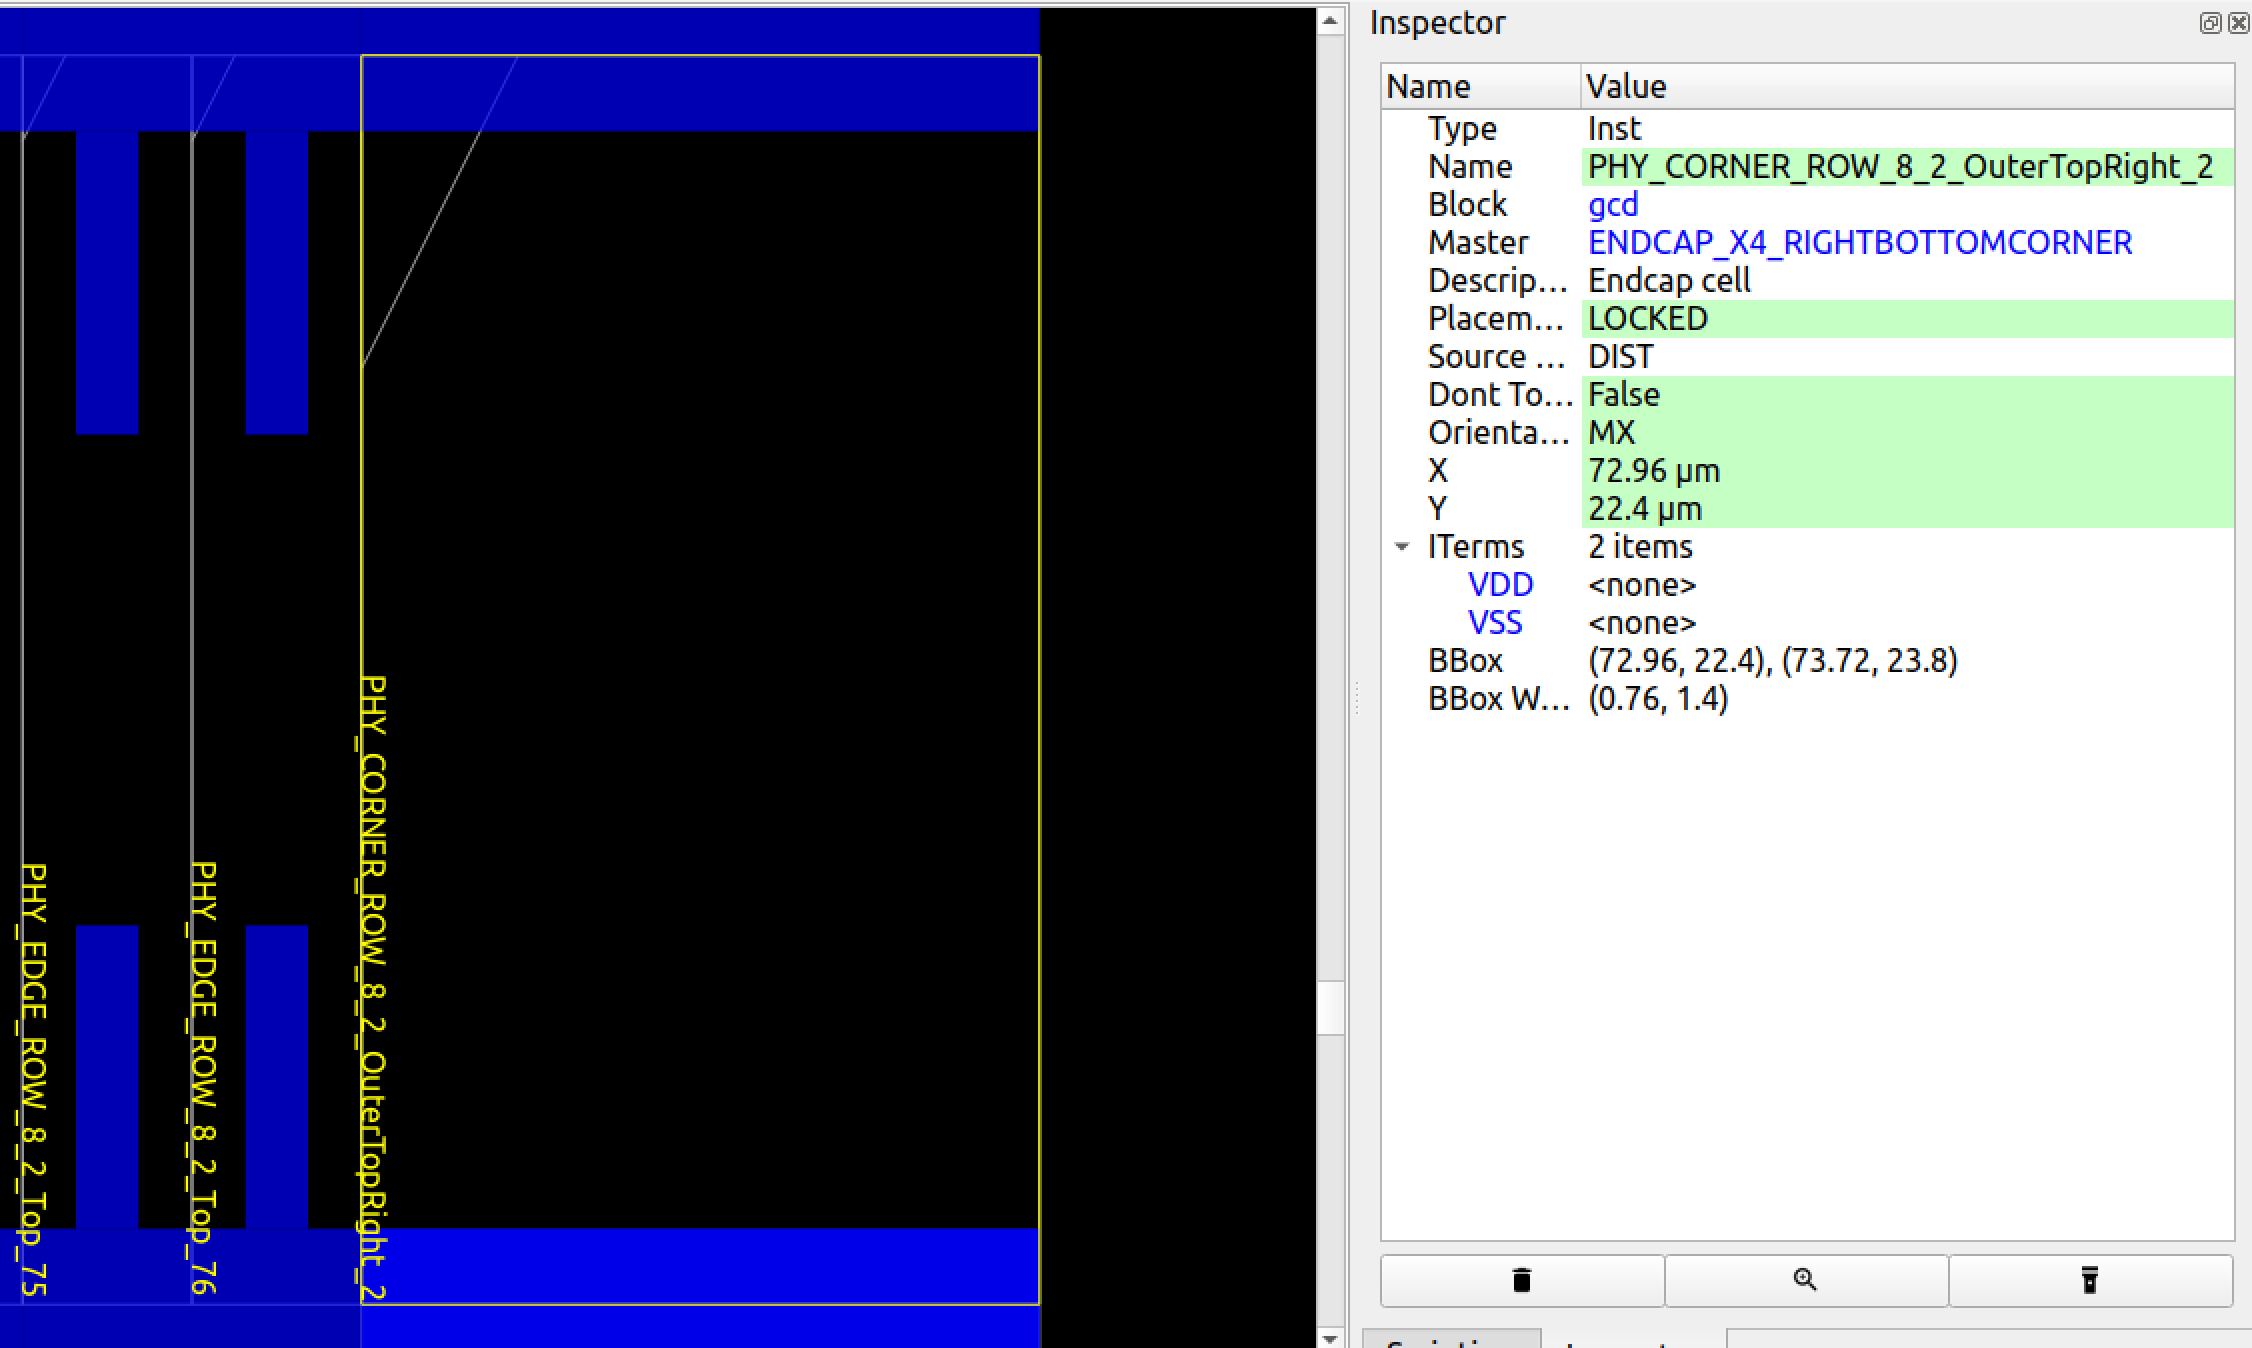 PHY_EDGE_ROW_8_2_Top_75
PHY_EDGE_ROW_8_2_Top_76
PHY_CORNER_ROW_8_2_OuterTopRight_2
Inspector
Name Value
Type Inst
Name PHY_CORNER_ROW_8_2_OuterTopRight_2
Block gcd
Master ENDCAP_X4_RIGHTBOTTOMCORNER
Descrip... Endcap cell
Placem... LOCKED
Source ... DIST
Dont To... False
Orienta... MX
X 72.96 µm
Y 22.4 µm
ITerms 2 items
VDD <none>
VSS <none>
BBox (72.96, 22.4), (73.72, 23.8)
BBox W... (0.76, 1.4)